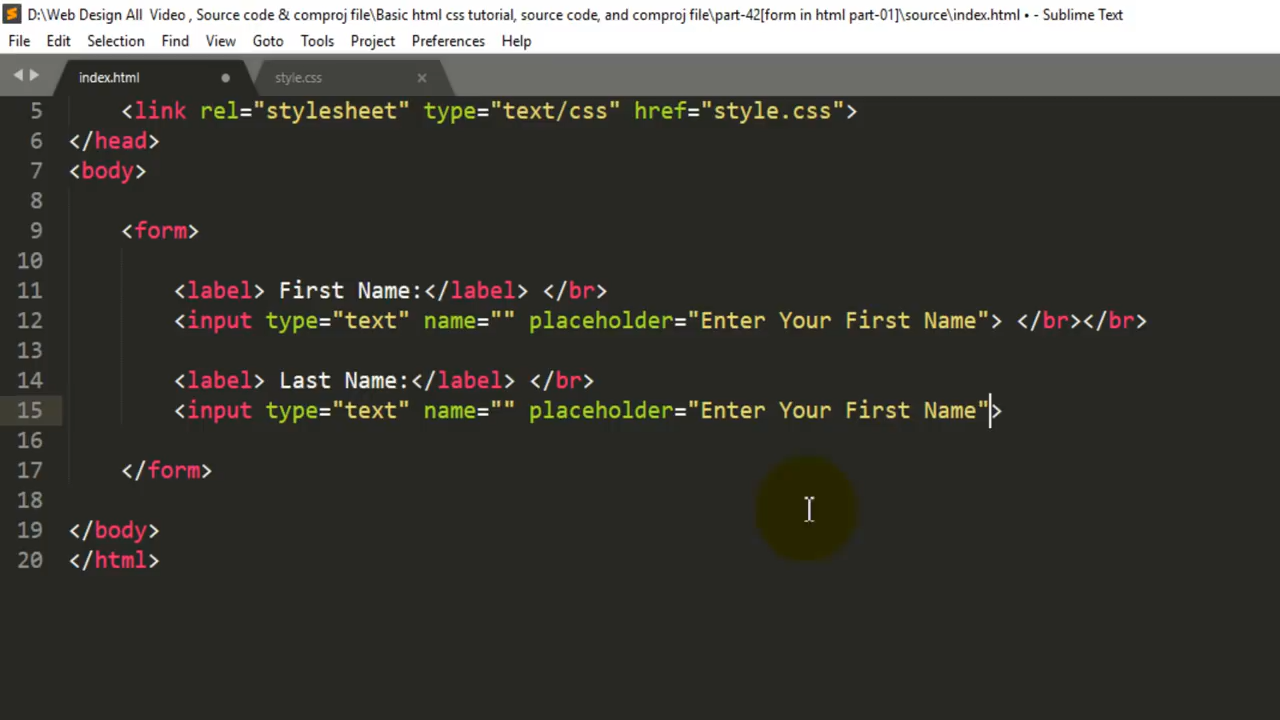 D:\Web Design All  Video , Source code & comproj file\Basic html css tutorial, source code, and comproj file\part-42[form in html part-01]\source\index.html • - Sublime Text
File Edit Selection Find View Goto Tools Project Preferences Help
index.html style.css
5 <link rel="stylesheet" type="text/css" href="style.css">
6 </head>
7 <body>
8
9 <form>
10
11 <label> First Name:</label> </br>
12 <input type="text" name="" placeholder="Enter Your First Name"> </br></br>
13
14 <label> Last Name:</label> </br>
15 <input type="text" name="" placeholder="Enter Your First Name">
16
17 </form>
18
19 </body>
20 </html>